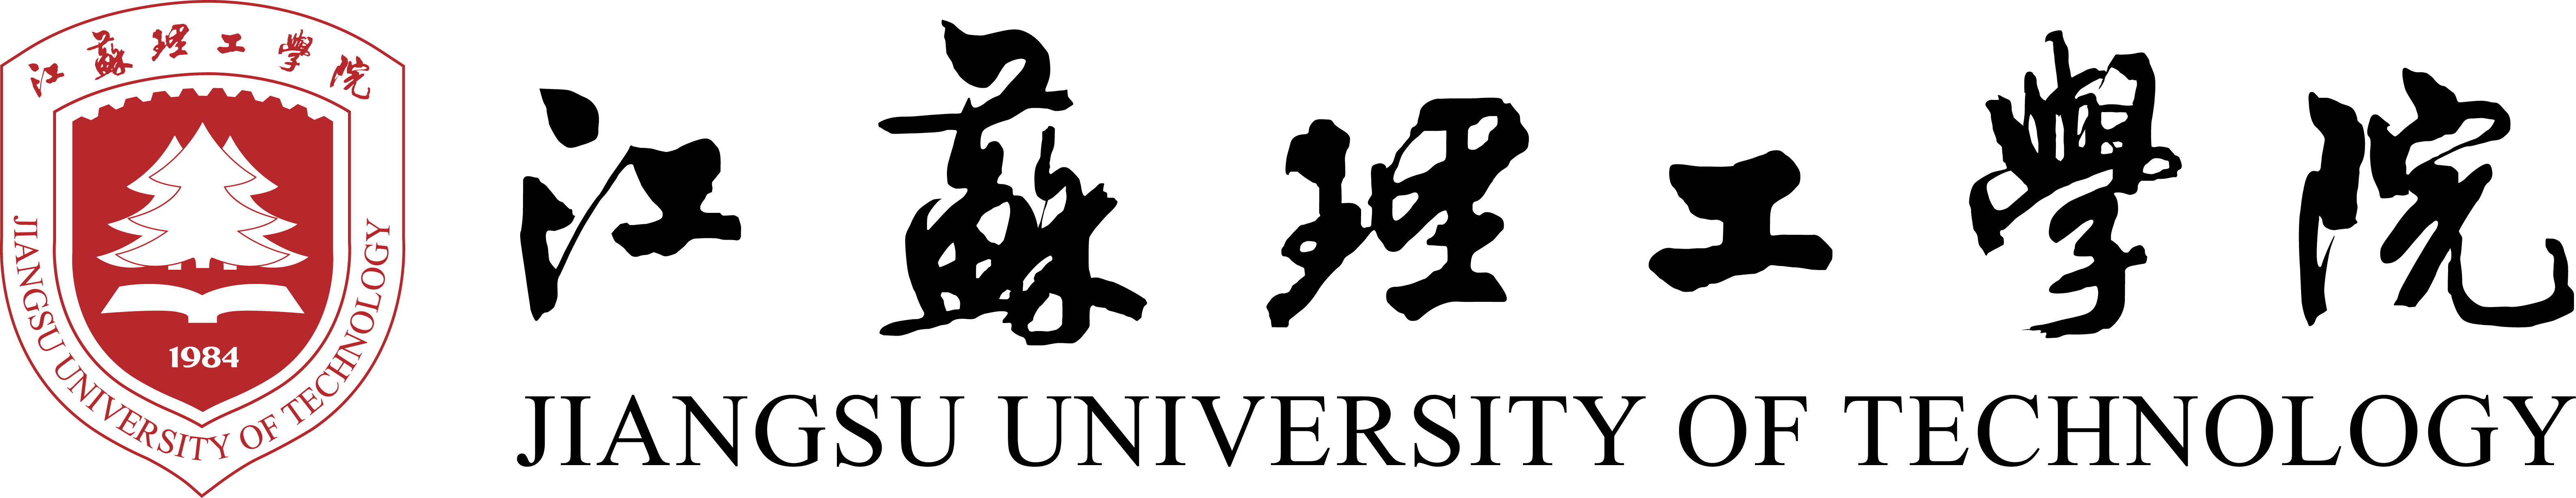 江蘇理工學院
1984
JIANGSU UNIVERSITY OF TECHNOLOGY
江蘇理工學院
JIANGSU UNIVERSITY OF TECHNOLOGY